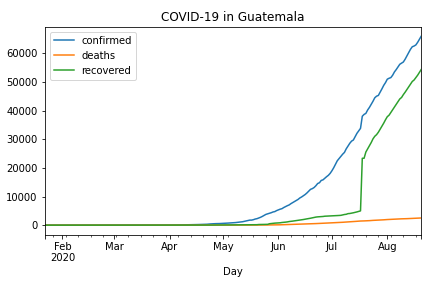 COVID-19 in Guatemala
confirmed
deaths
recovered
60000
50000
40000
30000
20000
10000
0
Feb Mar Apr May Jun Jul Aug
2020
Day